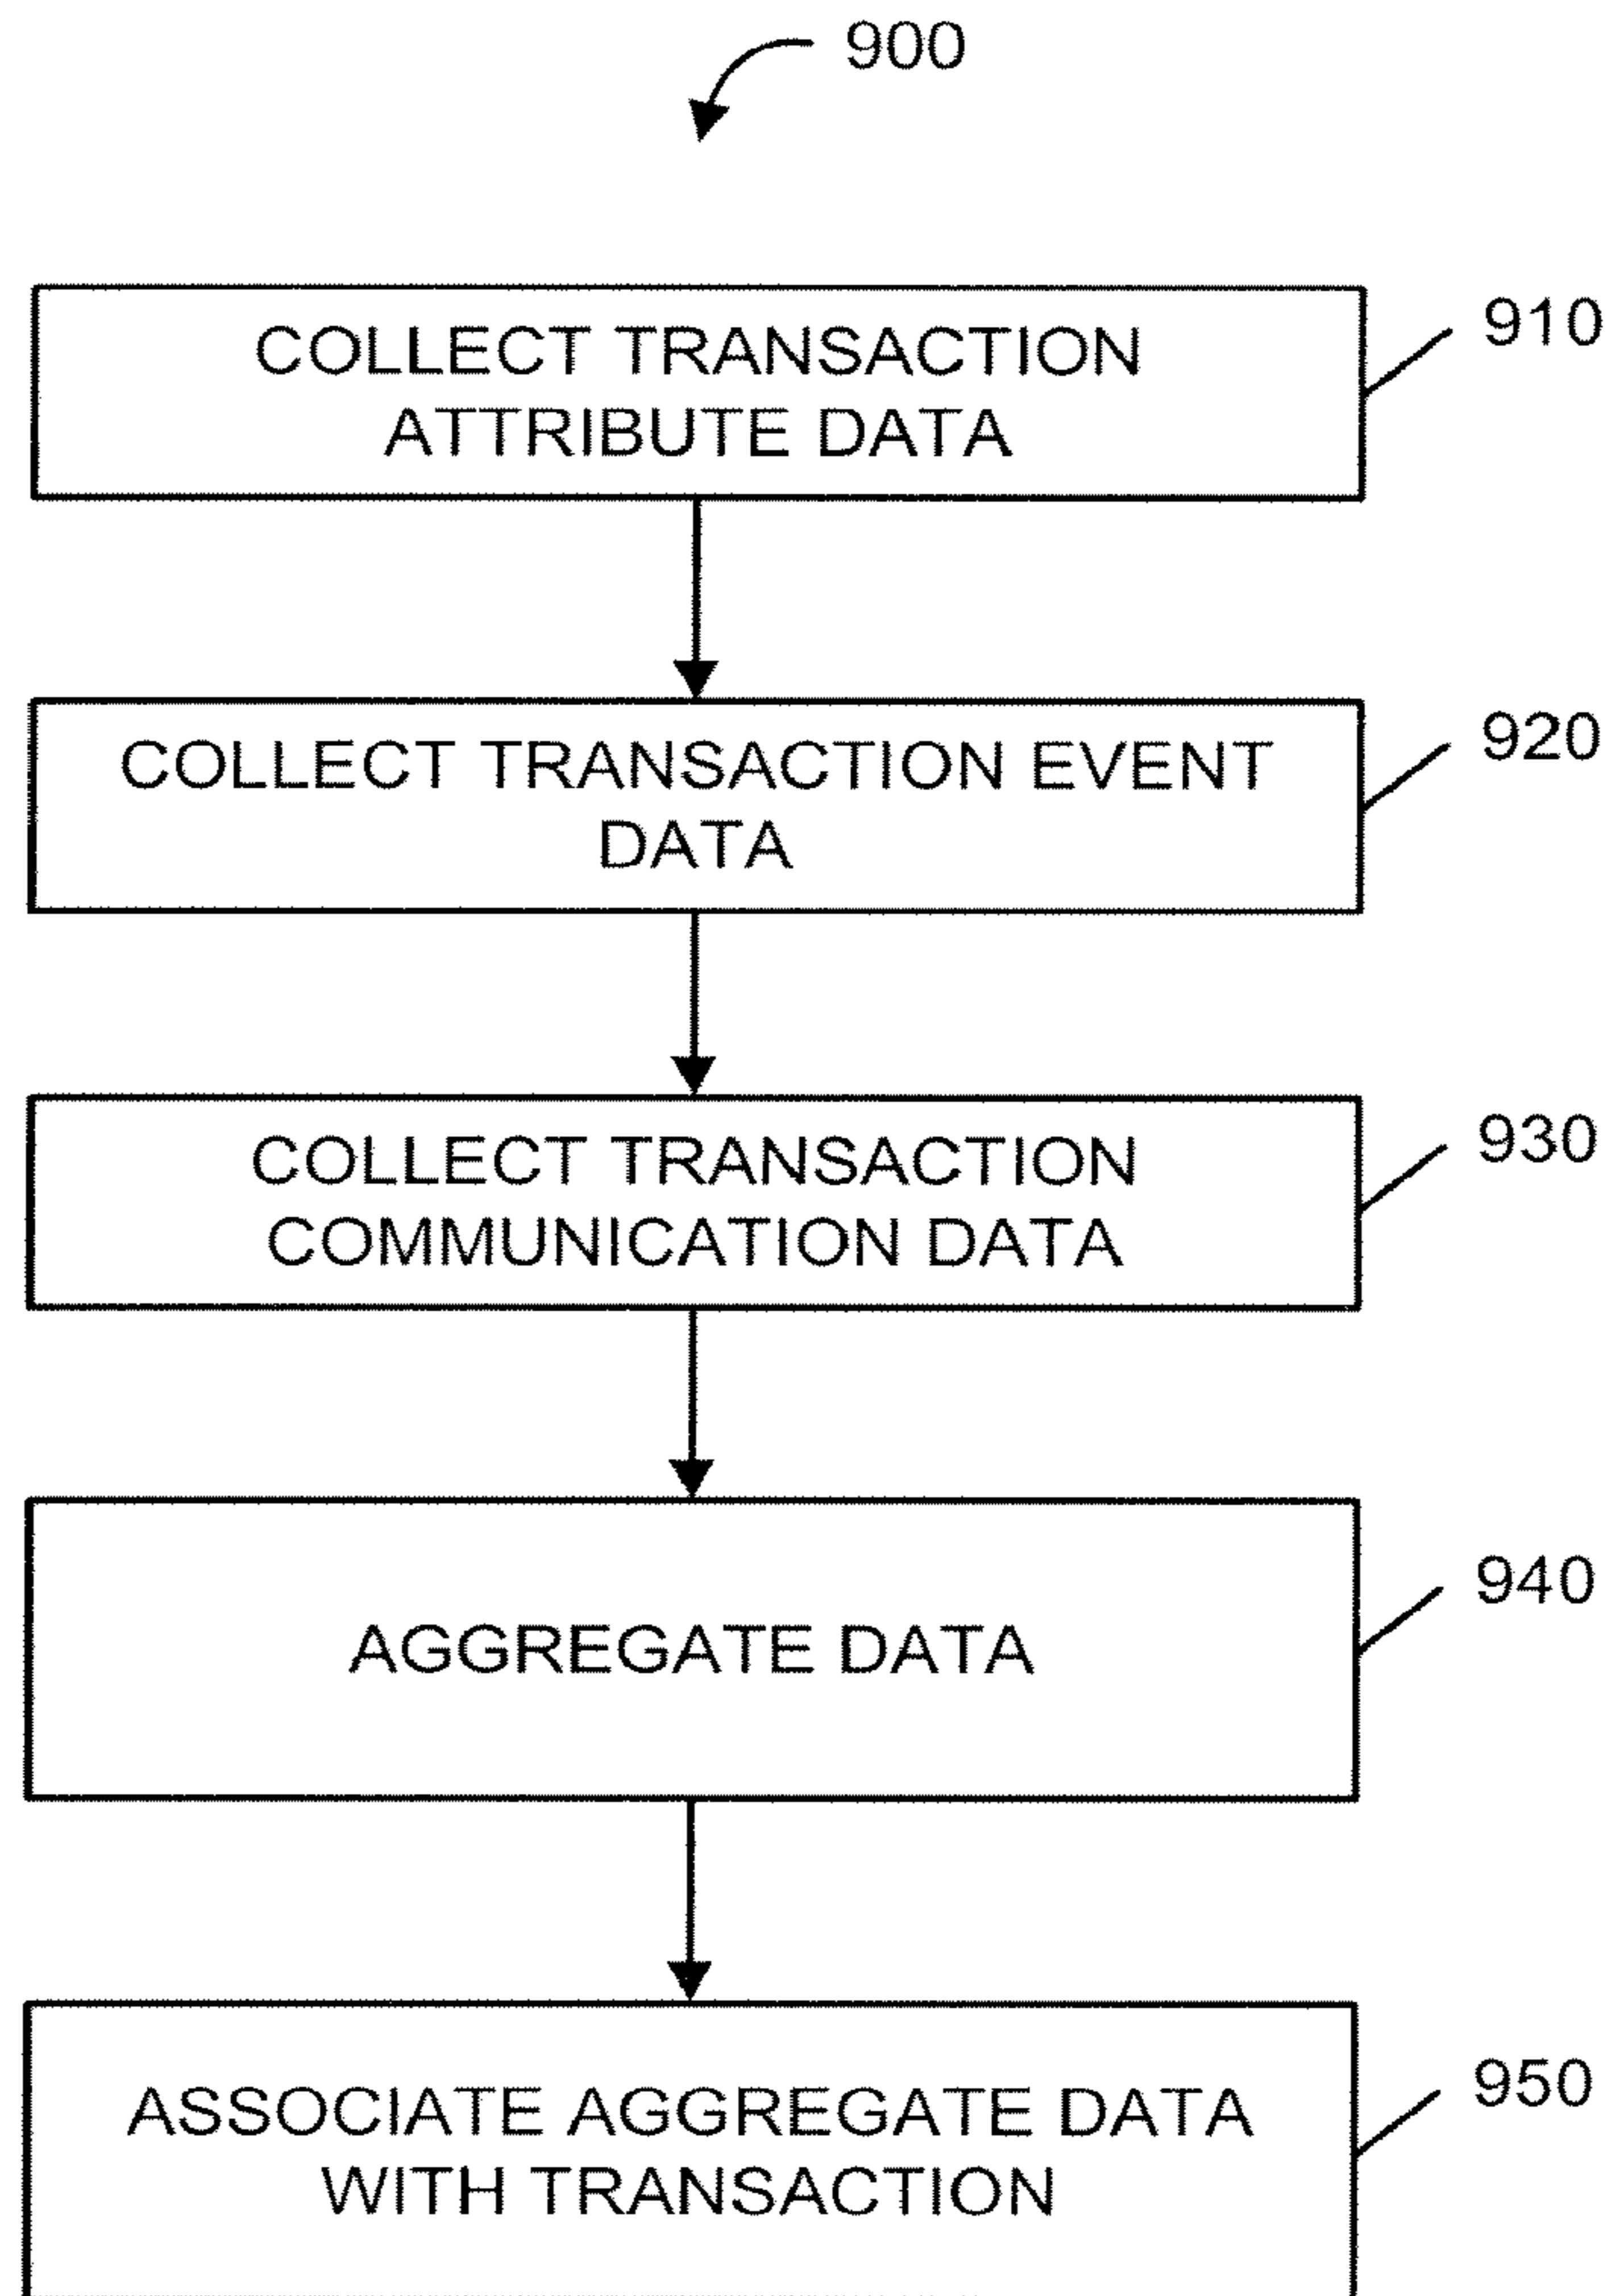 900
COLLECT TRANSACTION
ATTRIBUTE DATA
910
COLLECT TRANSACTION EVENT
DATA
920
COLLECT TRANSACTION
COMMUNICATION DATA
930
AGGREGATE DATA
940
ASSOCIATE AGGREGATE DATA
WITH TRANSACTION
950